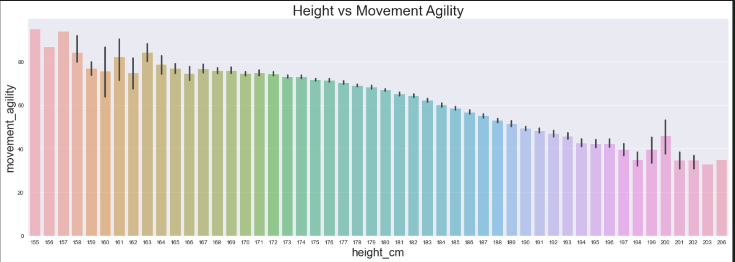 Height vs Movement Agility
movement_agility
80
60
40
20
0
155 156 157 158 159 160 161 162 163 164 165 166 167 168 169 170 171 172 173 174 175 176 177 178 179 180 181 182 183 184 185 186 187 188 189 190 191 192 193 194 195 196 197 198 199 200 201 202 203 206
height_cm